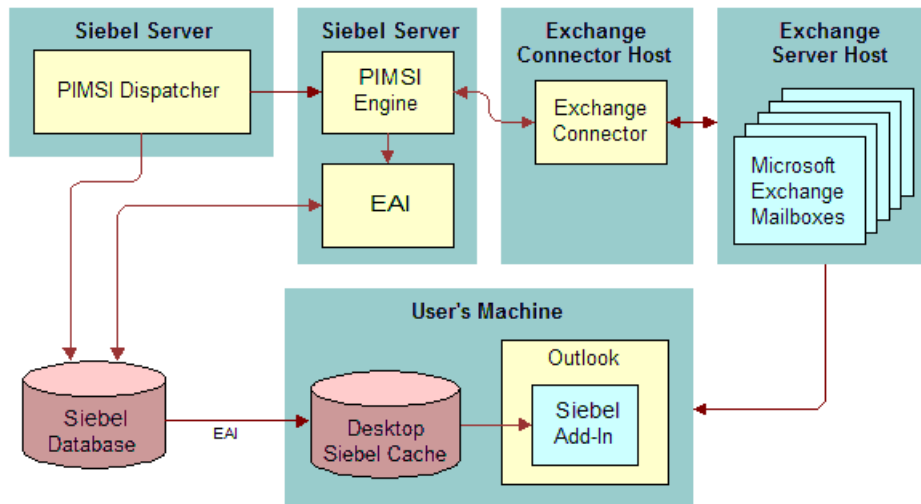 Siebel Server
PIMSI Dispatcher
Siebel Server
PIMSI
Engine
EAI
Exchange
Connector Host
Exchange
Connector
Exchange
Server Host
Microsoft
Exchange
Mailboxes
User's Machine
Siebel
Database
EAI
Desktop
Siebel Cache
Outlook
Siebel
Add-In